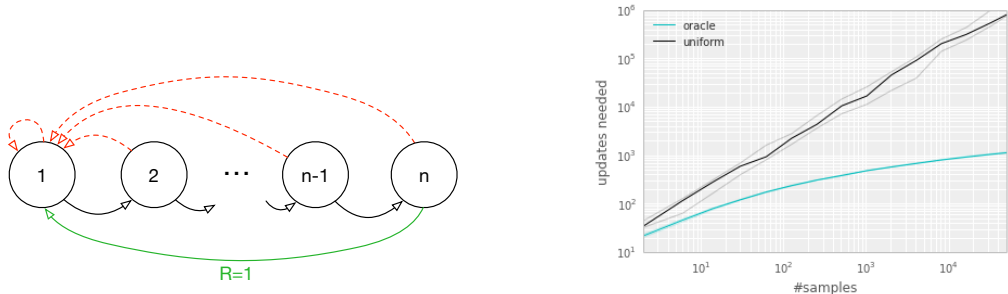 1
2
...
n-1
n
R=1
oracle
uniform
updates needed
10^6
10^5
10^4
10^3
10^2
10^1
10^1
10^2
10^3
10^4
#samples